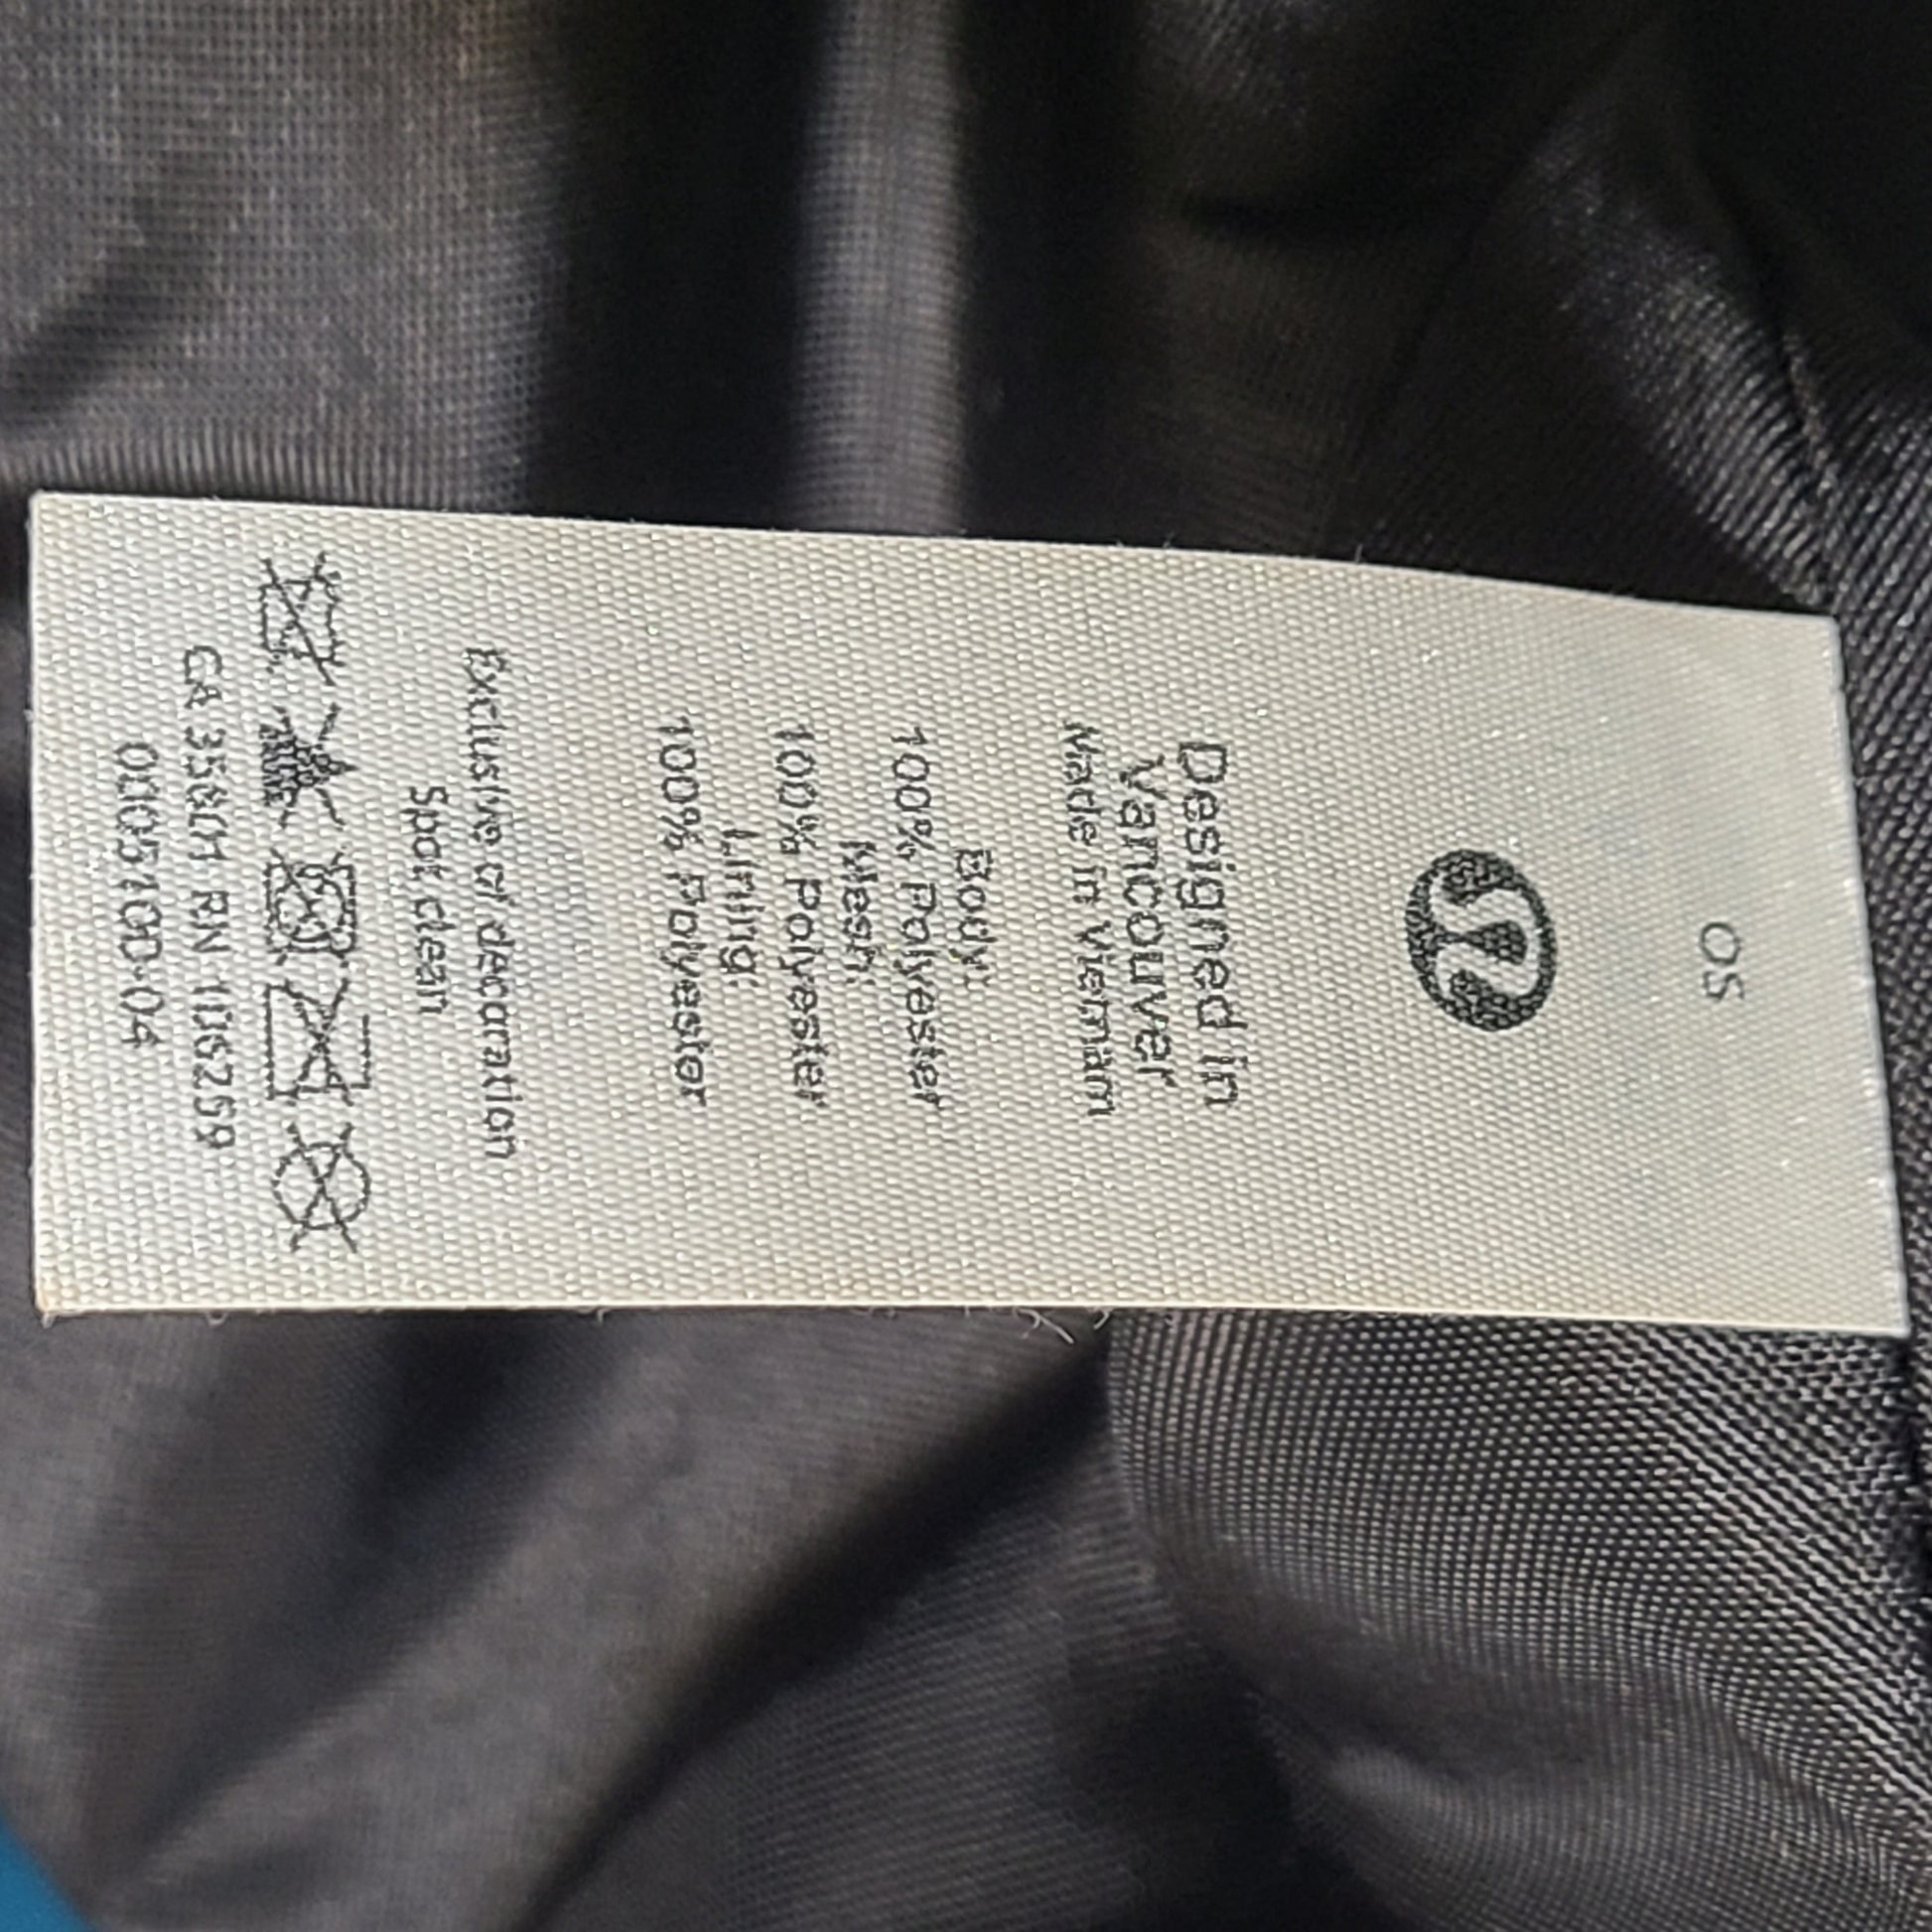 OS
Designed in
Vancouver
Made in Vietnam
Body:
100% Polyester
Mesh:
100% Polyester
Lining:
100% Polyester
Exclusive of decoration
Spot clean
CA 35801 RN 106259
0005100-04